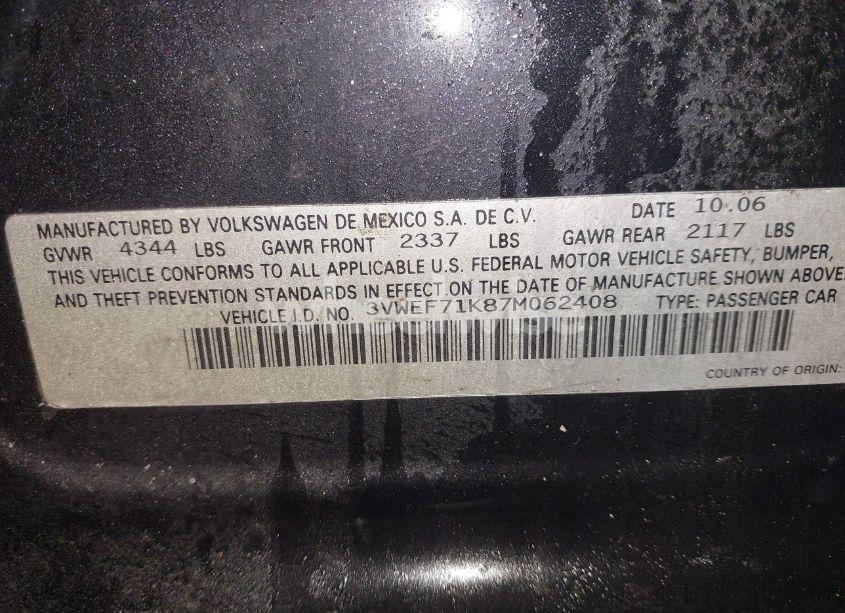 MANUFACTURED BY VOLKSWAGEN DE MEXICO S.A. DE C.V. DATE 10.06
GVWR 4344 LBS GAWR FRONT 2337 LBS GAWR REAR 2117 LBS
THIS VEHICLE CONFORMS TO ALL APPLICABLE U.S. FEDERAL MOTOR VEHICLE SAFETY, BUMPER,
AND THEFT PREVENTION STANDARDS IN EFFECT ON THE DATE OF MANUFACTURE SHOWN ABOVE.
VEHICLE I.D. NO. 3VWEF71K87M062408 TYPE: PASSENGER CAR
COUNTRY OF ORIGIN: